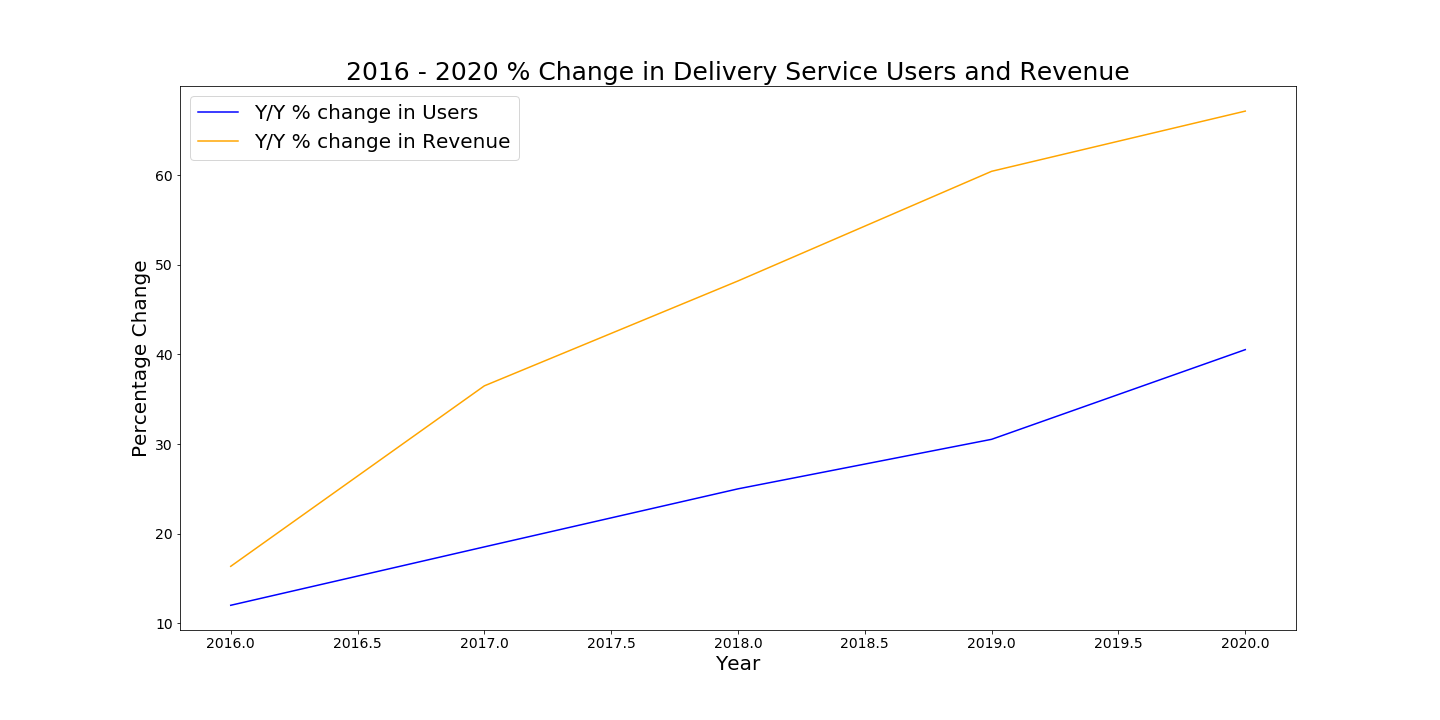 2016 - 2020 % Change in Delivery Service Users and Revenue
Y/Y % change in Users
Y/Y % change in Revenue
Percentage Change
60
50
40
30
20
10
2016.0 2016.5 2017.0 2017.5 2018.0 2018.5 2019.0 2019.5 2020.0
Year